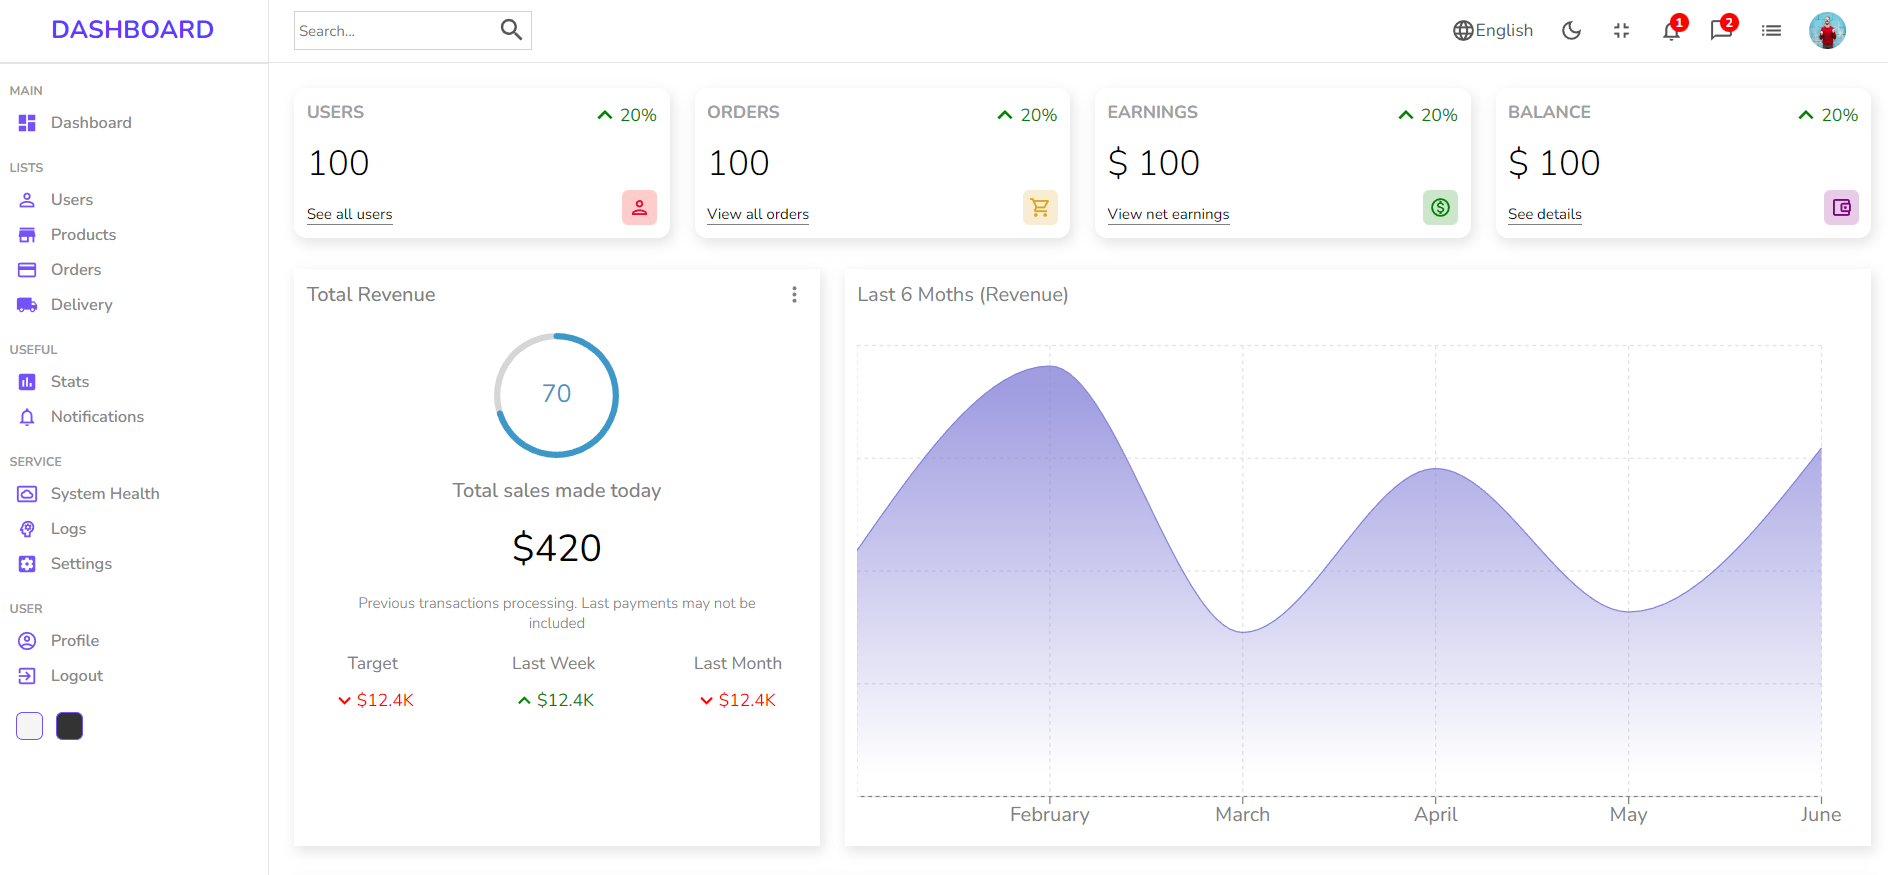 DASHBOARD
Search...
English
1
2
MAIN
Dashboard
LISTS
Users
Products
Orders
Delivery
USEFUL
Stats
Notifications
SERVICE
System Health
Logs
Settings
USER
Profile
Logout
USERS
20%
100
See all users
ORDERS
20%
100
View all orders
EARNINGS
20%
$ 100
View net earnings
BALANCE
20%
$ 100
See details
Total Revenue
70
Total sales made today
$420
Previous transactions processing. Last payments may not be
included
Target
Last Week
Last Month
$12.4K
$12.4K
$12.4K
Last 6 Moths (Revenue)
February
March
April
May
June